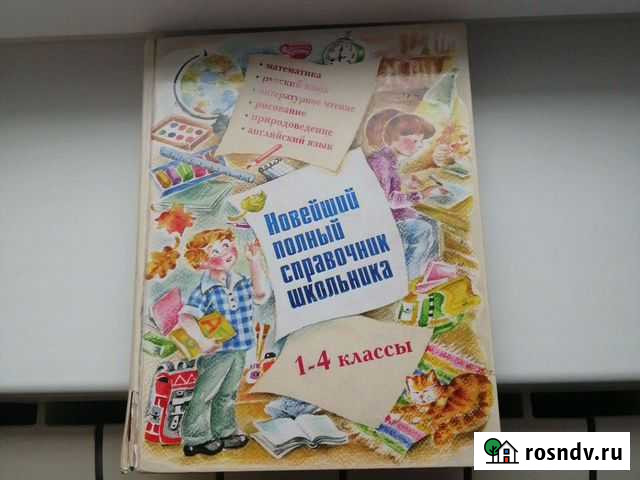 • математика
• русский язык
• литературное чтение
• рисование
• природоведение
• английский язык
Новейший
полный
справочник
школьника
1-4 классы
rosndv.ru